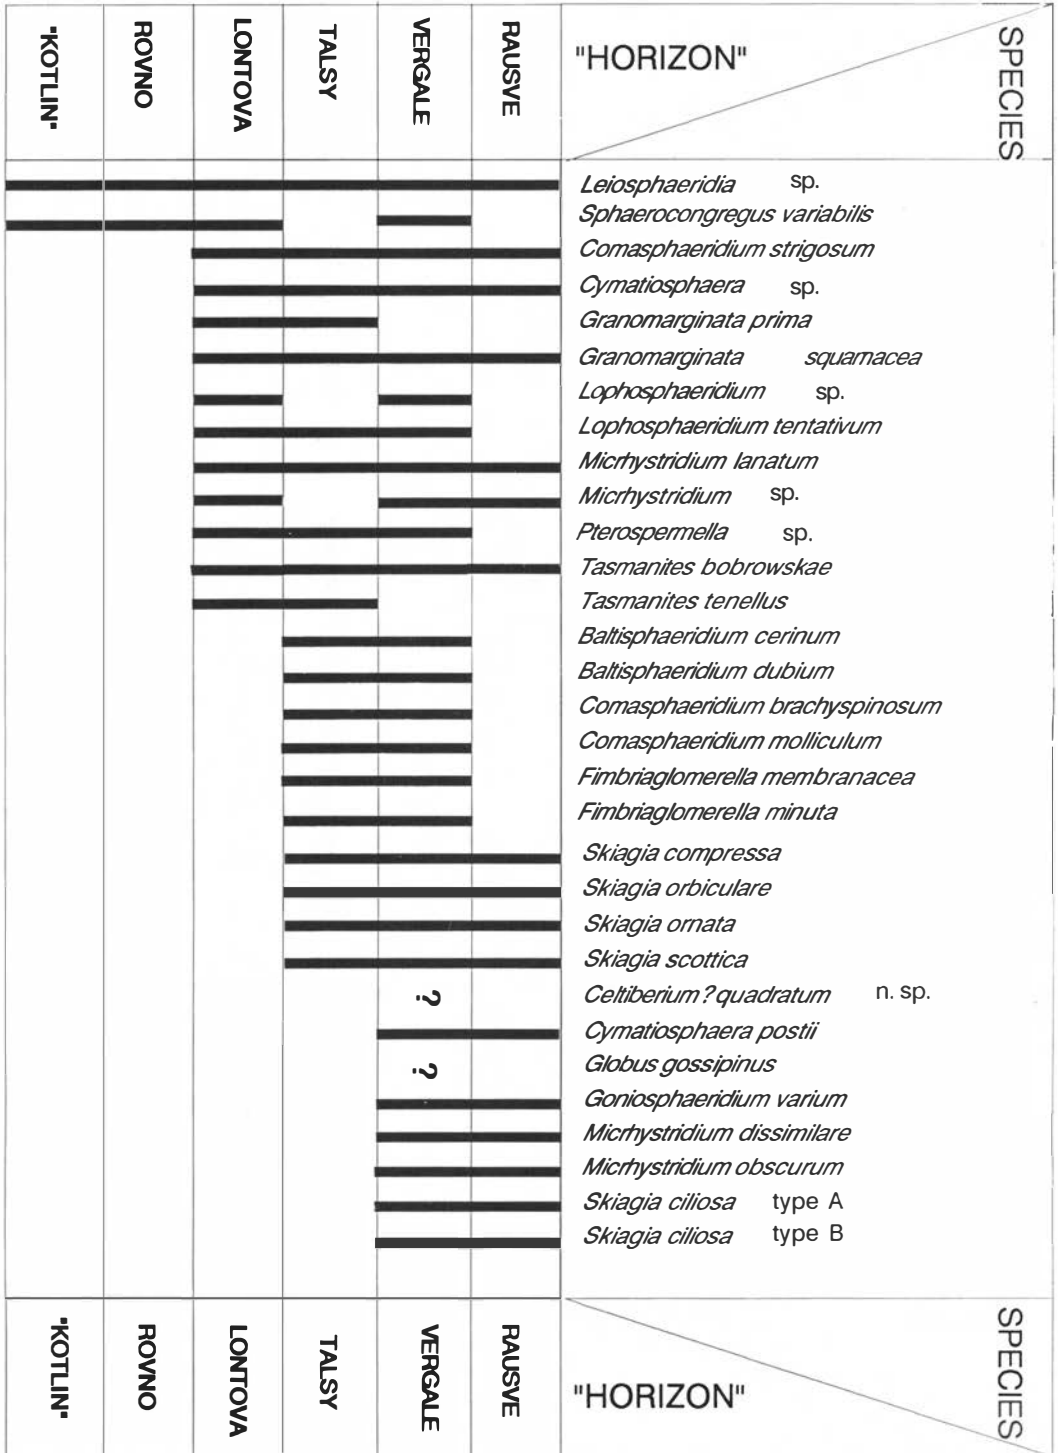 "KOTLIN"
ROVNO
LONTOVA
TALSY
VERGALE
RAUSVE
"HORIZON"
SPECIES
Leiosphaeridia sp.
Sphaerocongregus variabilis
Comasphaeridium strigosum
Cymatiosphaera sp.
Granomarginata prima
Granomarginata squamacea
Lophosphaeridium sp.
Lophosphaeridium tentativum
Micrhystridium lanatum
Micrhystridium sp.
Pterospermella sp.
Tasmanites bobrowskae
Tasmanites tenellus
Baltisphaeridium cerinum
Baltisphaeridium dubium
Comasphaeridium brachyspinosum
Comasphaeridium molliculum
Fimbriaglomerella membranacea
Fimbriaglomerella minuta
Skiagia compressa
Skiagia orbiculare
Skiagia ornata
Skiagia scottica
? Celtiberium? quadratum n. sp.
Cymatiosphaera postii
? Globus gossipinus
Goniosphaeridium varium
Micrhystridium dissimilare
Micrhystridium obscurum
Skiagia ciliosa type A
Skiagia ciliosa type B
"KOTLIN"
ROVNO
LONTOVA
TALSY
VERGALE
RAUSVE
"HORIZON"
SPECIES